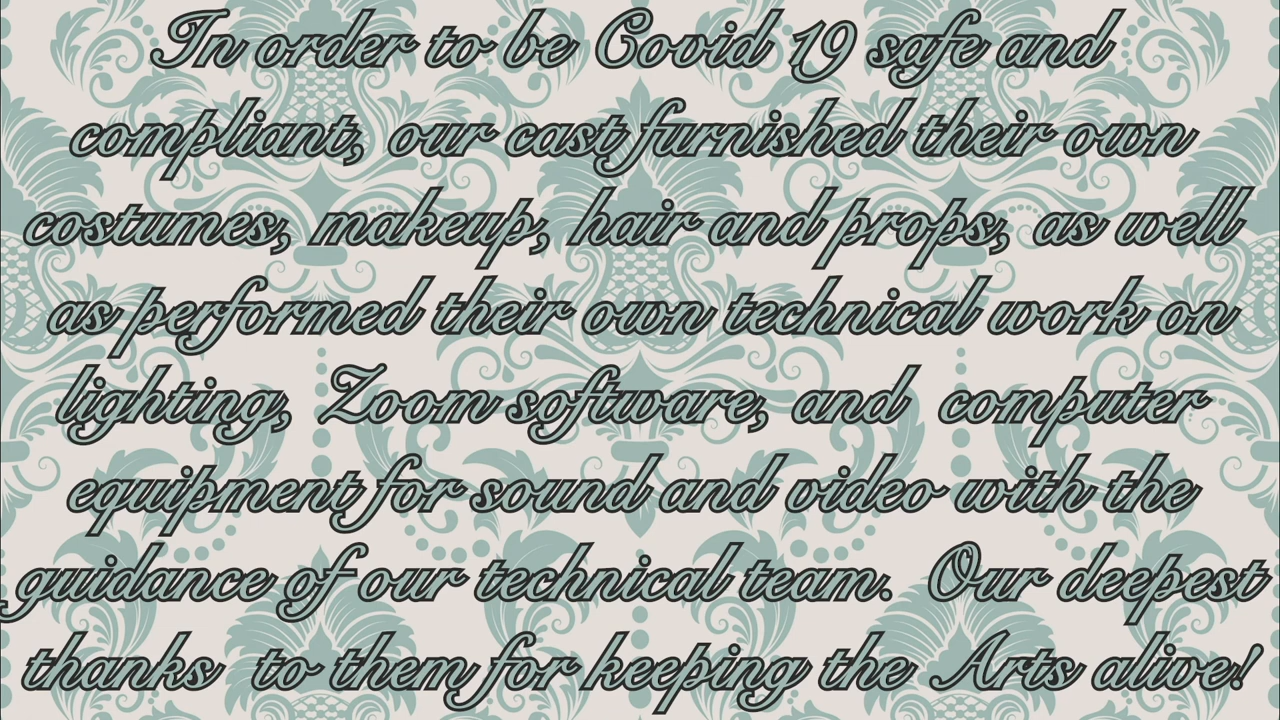 In order to be Covid 19 safe and
compliant, our cast furnished their own
costumes, makeup, hair and props, as well
as performed their own technical work on
lighting, Zoom software, and computer
equipment for sound and video with the
guidance of our technical team. Our deepest
thanks to them for keeping the Arts alive!